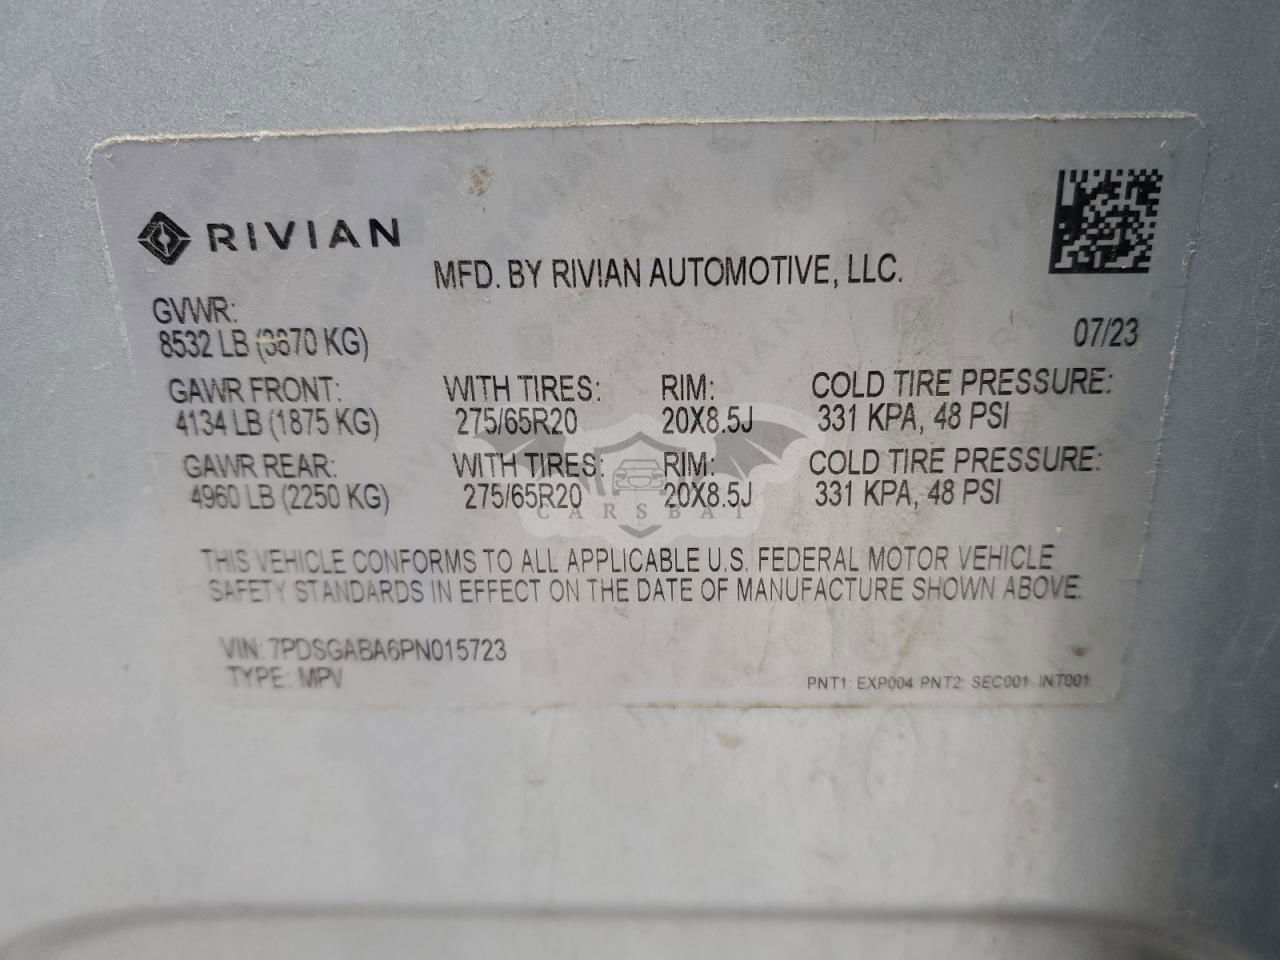 RIVIAN
MFD. BY RIVIAN AUTOMOTIVE, LLC.
GVWR:
8532 LB (3870 KG)
07/23
GAWR FRONT: WITH TIRES: RIM: COLD TIRE PRESSURE:
4134 LB (1875 KG) 275/65R20 20X8.5J 331 KPA, 48 PSI
GAWR REAR: WITH TIRES: RIM: COLD TIRE PRESSURE:
4960 LB (2250 KG) 275/65R20 20X8.5J 331 KPA, 48 PSI
CARSBAT
THIS VEHICLE CONFORMS TO ALL APPLICABLE U.S. FEDERAL MOTOR VEHICLE
SAFETY STANDARDS IN EFFECT ON THE DATE OF MANUFACTURE SHOWN ABOVE.
VIN: 7PDSGABA6PN015723
TYPE: MPV
PNT1: EXP004 PNT2: SEC001 INT001